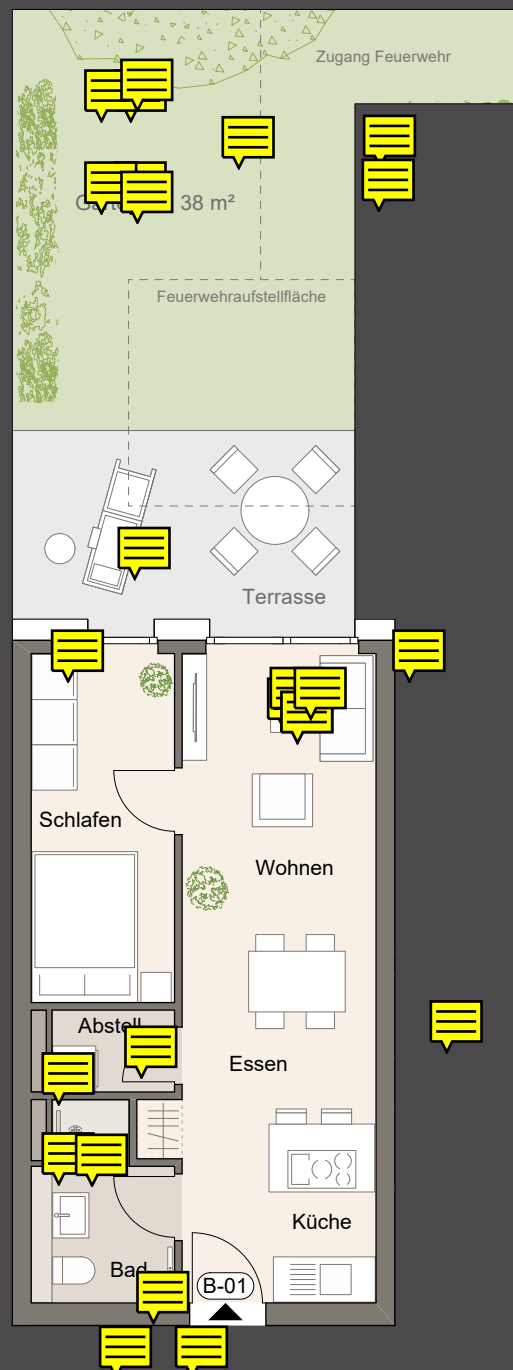 Zugang Feuerwehr
38 m²
Feuerwehraufstellfläche
Terrasse
Schlafen
Wohnen
Abstell
Essen
Küche
Bad
B-01